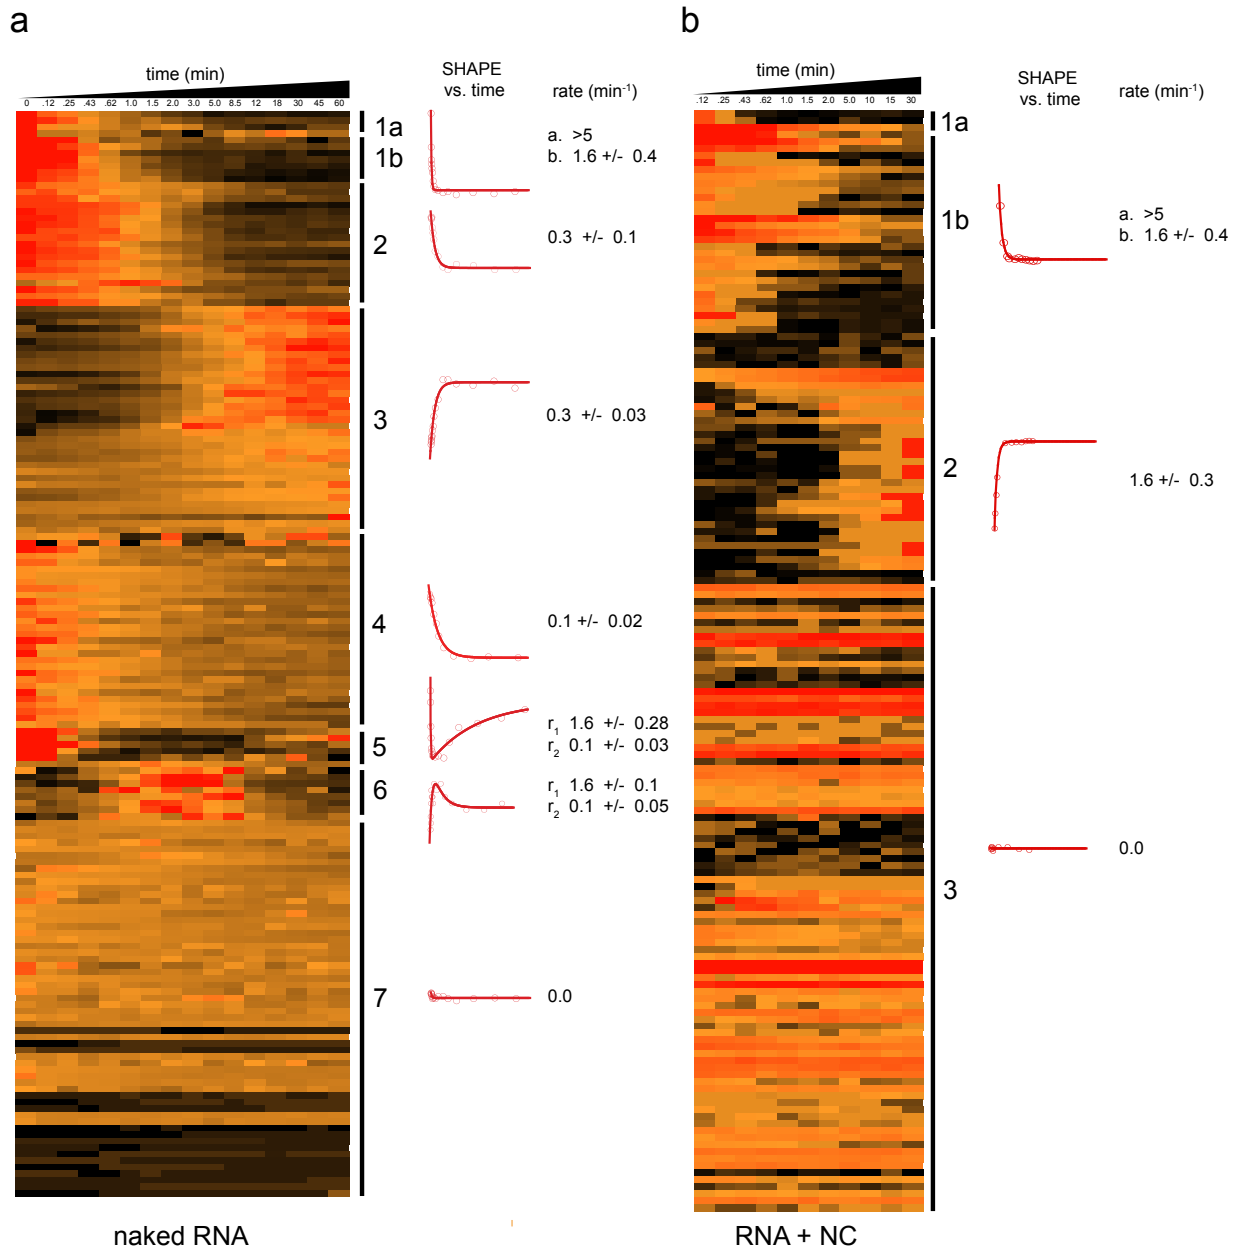 a
time (min)
0 .12 .25 .43 .62 1.0 1.5 2.0 3.0 5.0 8.5 12 18 30 45 60
SHAPE
vs. time
rate (min⁻¹)
1a
1b
a. >5
b. 1.6 +/- 0.4
2
0.3 +/- 0.1
3
0.3 +/- 0.03
4
0.1 +/- 0.02
5
r₁ 1.6 +/- 0.28
r₂ 0.1 +/- 0.03
6
r₁ 1.6 +/- 0.1
r₂ 0.1 +/- 0.05
7
0.0
naked RNA
b
time (min)
.12 .25 .43 .62 1.0 1.5 2.0 5.0 10 15 30
SHAPE
vs. time
rate (min⁻¹)
1a
1b
a. >5
b. 1.6 +/- 0.4
2
1.6 +/- 0.3
3
0.0
RNA + NC